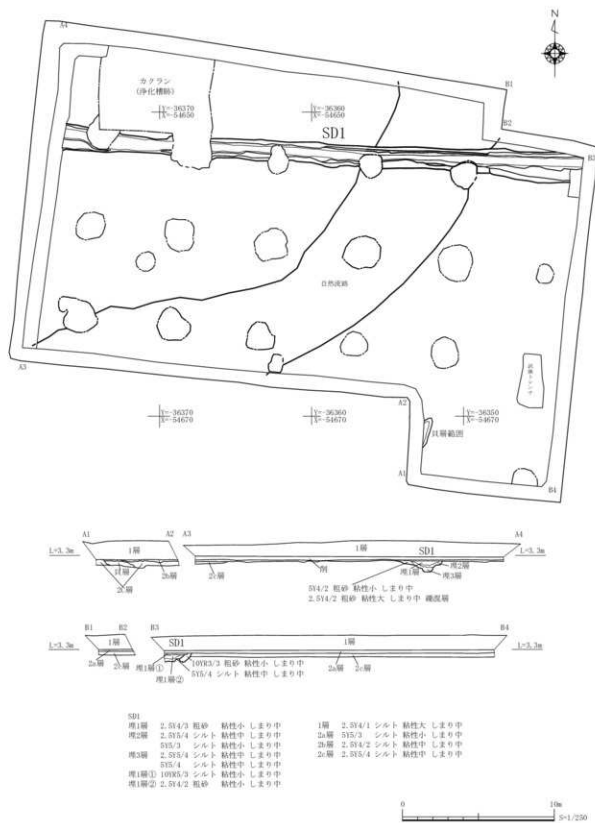 A4
N
カクラン
(浄化槽跡)
B1
Y=-36370
X=-54650
Y=-36360
X=-54650
SD1
B2
B3
自然流路
試掘トレンチ
A3
Y=-36370
X=-54670
Y=-36360
X=-54670
A2
Y=-36350
X=-54670
貝層範囲
A1
B4
A1 A2 A3 A4
L=3.3m 1層 1層 SD1 L=3.3m
貝層 2b層 2c層
2c層
埋1層 埋2層
埋3層
5Y4/2 粗砂 粘性小 しまり中
2.5Y4/2 粗砂 粘性大 しまり中 礫混層
B1 B2 B3 B4
L=3.3m 1層 SD1 1層 L=3.3m
2a層 2c層 埋1層① 10YR3/3 粗砂 粘性小 しまり中 2a層 2c層
埋1層② 5Y5/4 シルト 粘性中 しまり中
SD1
埋1層 2.5Y4/3 粗砂 粘性小 しまり中
埋2層 2.5Y5/4 シルト 粘性中 しまり中
5Y5/3 シルト 粘性小 しまり中
埋3層 2.5Y5/4 シルト 粘性中 しまり中
5Y5/4 シルト 粘性中 しまり中
埋1層① 10YR5/3 シルト 粘性中 しまり中
埋1層② 2.5Y4/2 粗砂 粘性小 しまり中
1層 2.5Y4/1 シルト 粘性大 しまり中
2a層 5Y5/3 シルト 粘性小 しまり中
2b層 2.5Y4/2 シルト 粘性中 しまり中
2c層 2.5Y5/4 シルト 粘性中 しまり中
0 10m
S=1/250